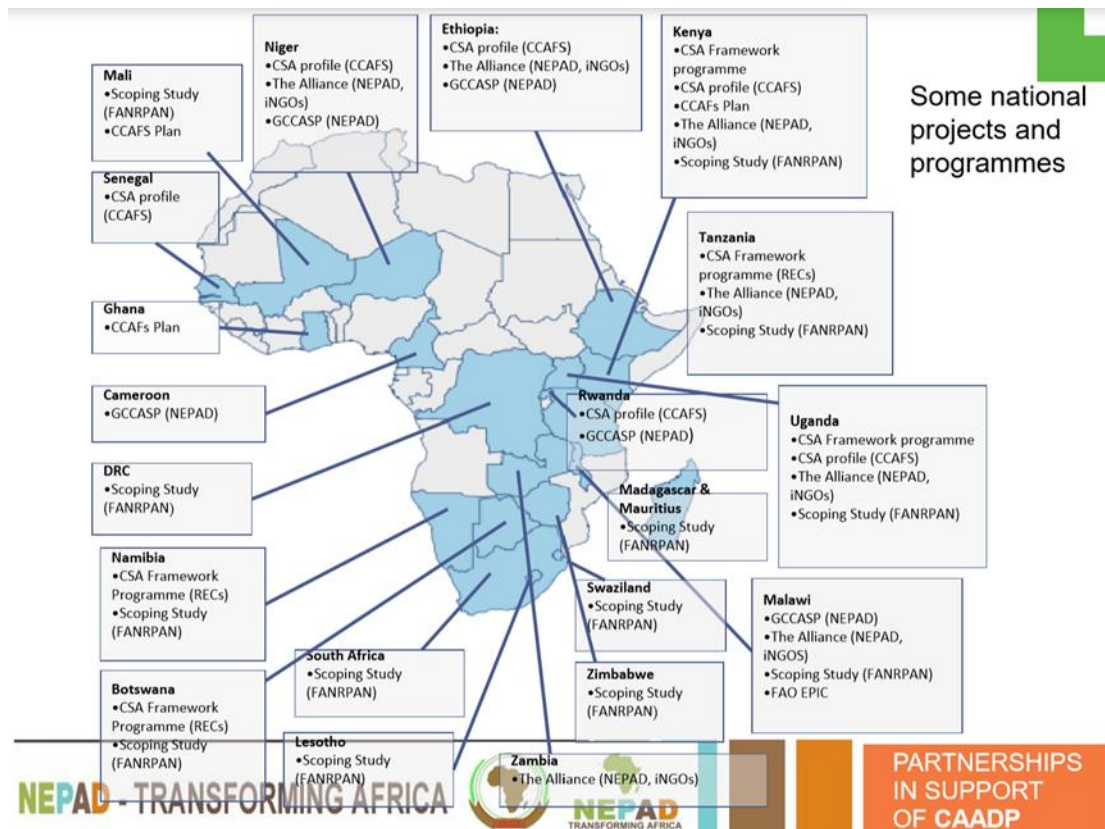 Some national
projects and
programmes
Mali
•Scoping Study
(FANRPAN)
•CCAFS Plan
Niger
•CSA profile (CCAFS)
•The Alliance (NEPAD,
iNGOs)
•GCCASP (NEPAD)
Ethiopia:
•CSA profile (CCAFS)
•The Alliance (NEPAD, iNGOs)
•GCCASP (NEPAD)
Kenya
•CSA Framework
programme
•CSA profile (CCAFS)
•CCAFs Plan
•The Alliance (NEPAD,
iNGOs)
•Scoping Study (FANRPAN)
Senegal
•CSA profile
(CCAFS)
Tanzania
•CSA Framework
programme (RECs)
•The Alliance (NEPAD,
iNGOs)
•Scoping Study (FANRPAN)
Ghana
•CCAFs Plan
Cameroon
•GCCASP (NEPAD)
Rwanda
•CSA profile (CCAFS)
•GCCASP (NEPAD)
Uganda
•CSA Framework programme
•CSA profile (CCAFS)
•The Alliance (NEPAD,
iNGOs)
•Scoping Study (FANRPAN)
DRC
•Scoping Study
(FANRPAN)
Madagascar &
Mauritius
•Scoping Study
(FANRPAN)
Namibia
•CSA Framework
Programme (RECs)
•Scoping Study
(FANRPAN)
Swaziland
•Scoping Study
(FANRPAN)
Malawi
•GCCASP (NEPAD)
•The Alliance (NEPAD,
iNGOS)
•Scoping Study (FANRPAN)
•FAO EPIC
South Africa
•Scoping Study
(FANRPAN)
Zimbabwe
•Scoping Study
(FANRPAN)
Botswana
•CSA Framework
Programme (RECs)
•Scoping Study
(FANRPAN)
Lesotho
•Scoping Study
(FANRPAN)
Zambia
•The Alliance (NEPAD, iNGOs)
NEPAD - TRANSFORMING AFRICA
NEPAD
TRANSFORMING AFRICA
PARTNERSHIPS
IN SUPPORT
OF CAADP